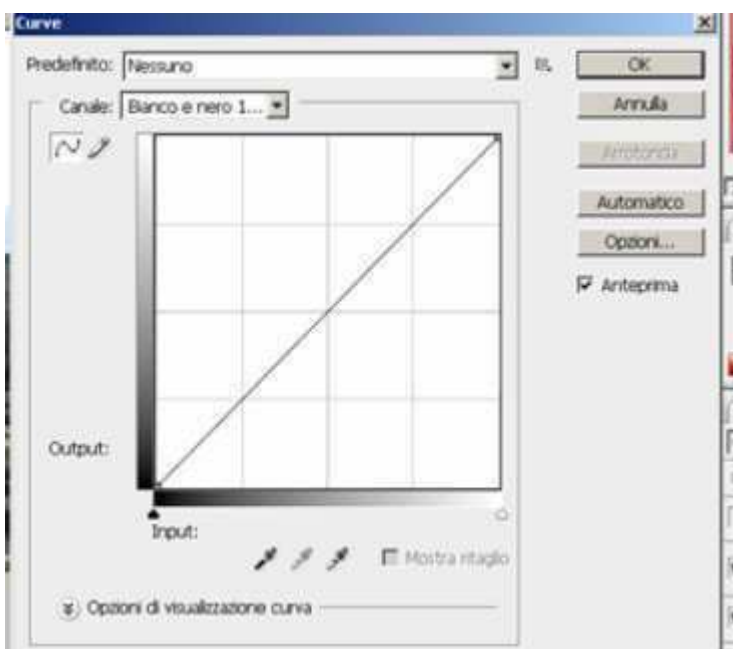 Curve
Predefinito: Nessuno
OK
Canale: Bianco e nero 1...
Annulla
Arrotonda
Automatico
Opzioni...
Anteprima
Output:
Input:
Mostra ritaglio
Opzioni di visualizzazione curva